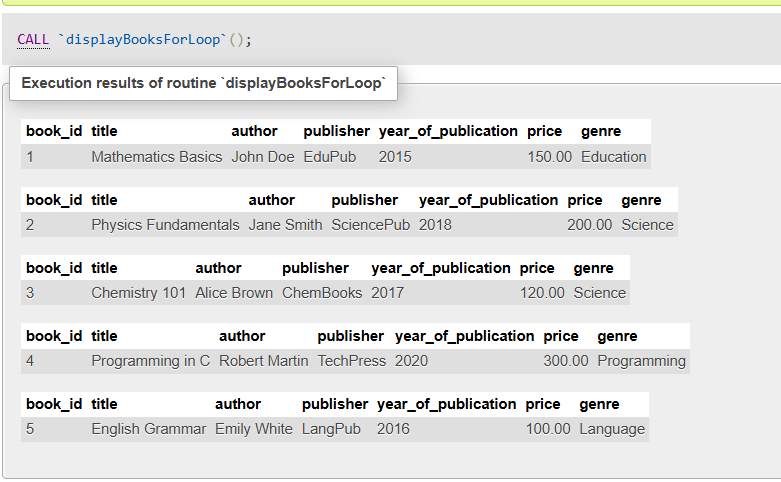 CALL `displayBooksForLoop`();
Execution results of routine `displayBooksForLoop`
book_id title author publisher year_of_publication price genre
1 Mathematics Basics John Doe EduPub 2015 150.00 Education
book_id title author publisher year_of_publication price genre
2 Physics Fundamentals Jane Smith SciencePub 2018 200.00 Science
book_id title author publisher year_of_publication price genre
3 Chemistry 101 Alice Brown ChemBooks 2017 120.00 Science
book_id title author publisher year_of_publication price genre
4 Programming in C Robert Martin TechPress 2020 300.00 Programming
book_id title author publisher year_of_publication price genre
5 English Grammar Emily White LangPub 2016 100.00 Language